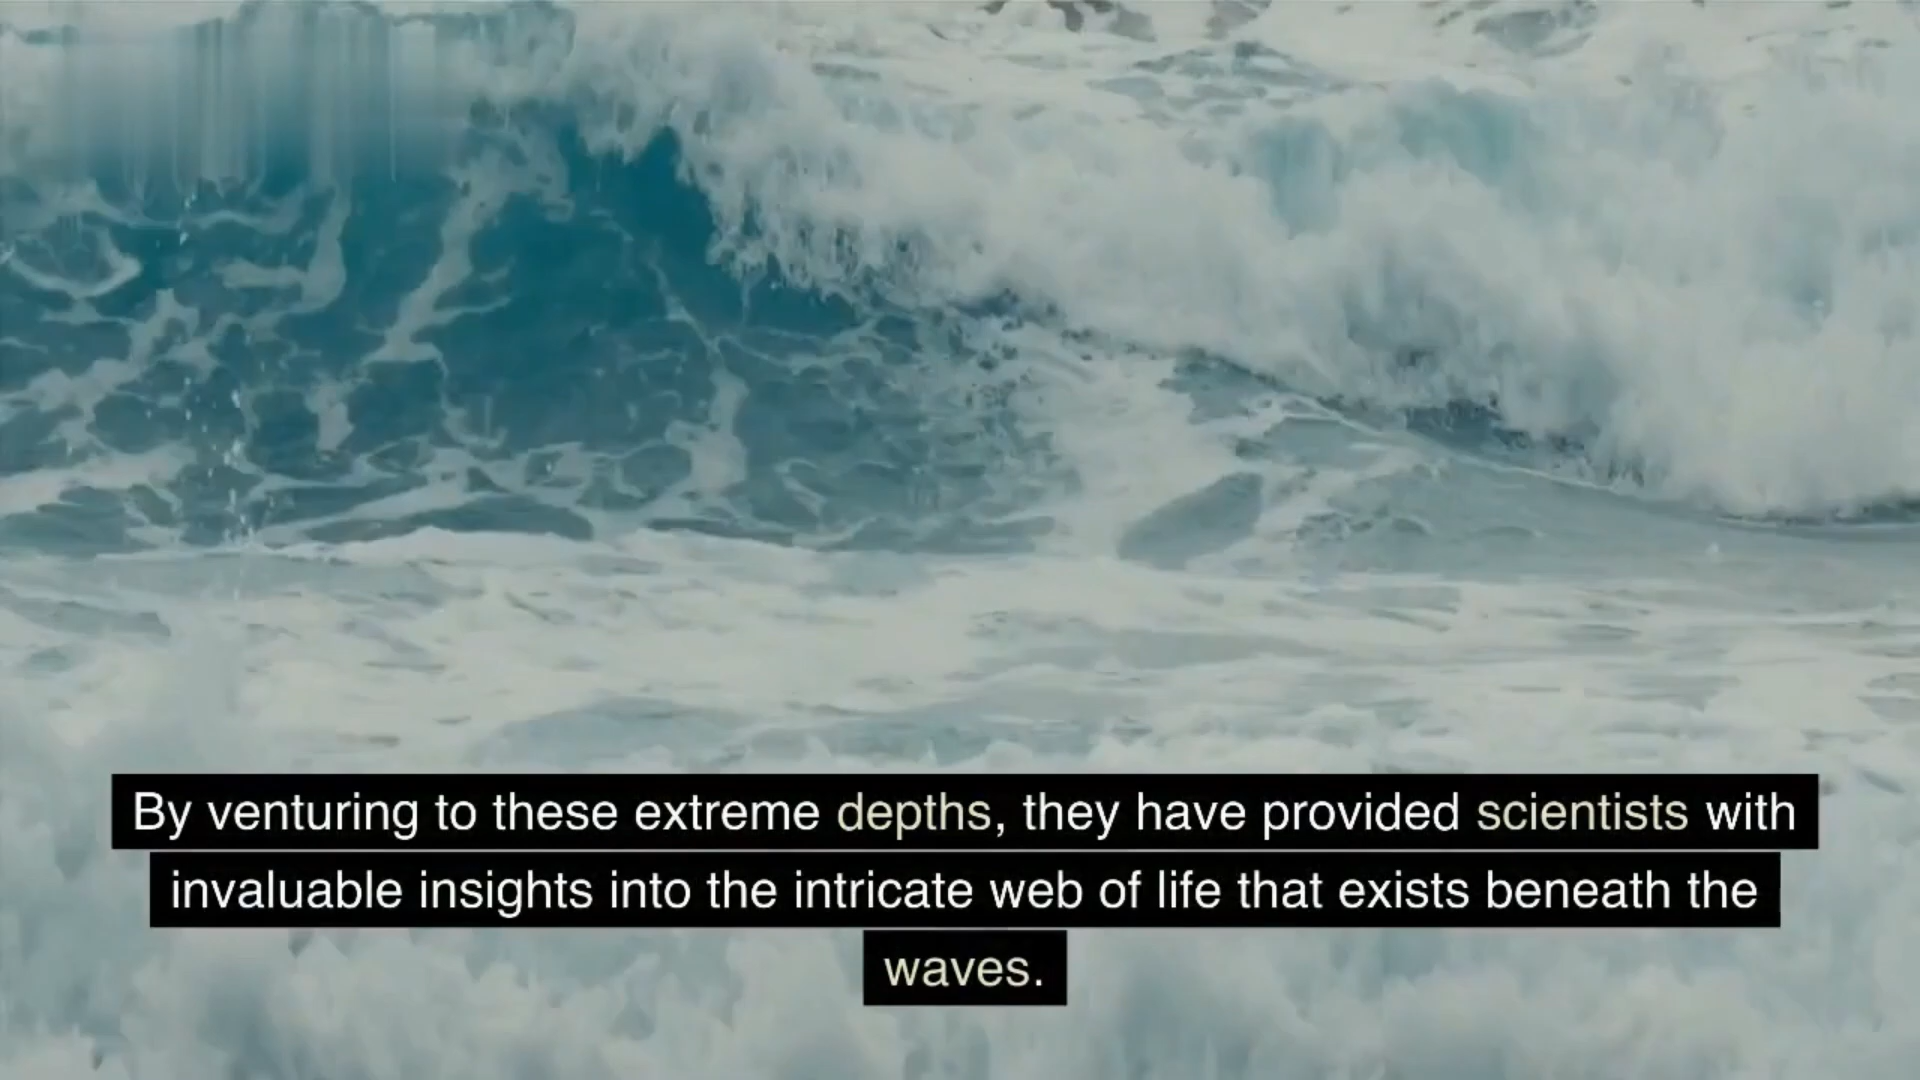 By venturing to these extreme depths, they have provided scientists with
invaluable insights into the intricate web of life that exists beneath the
waves.